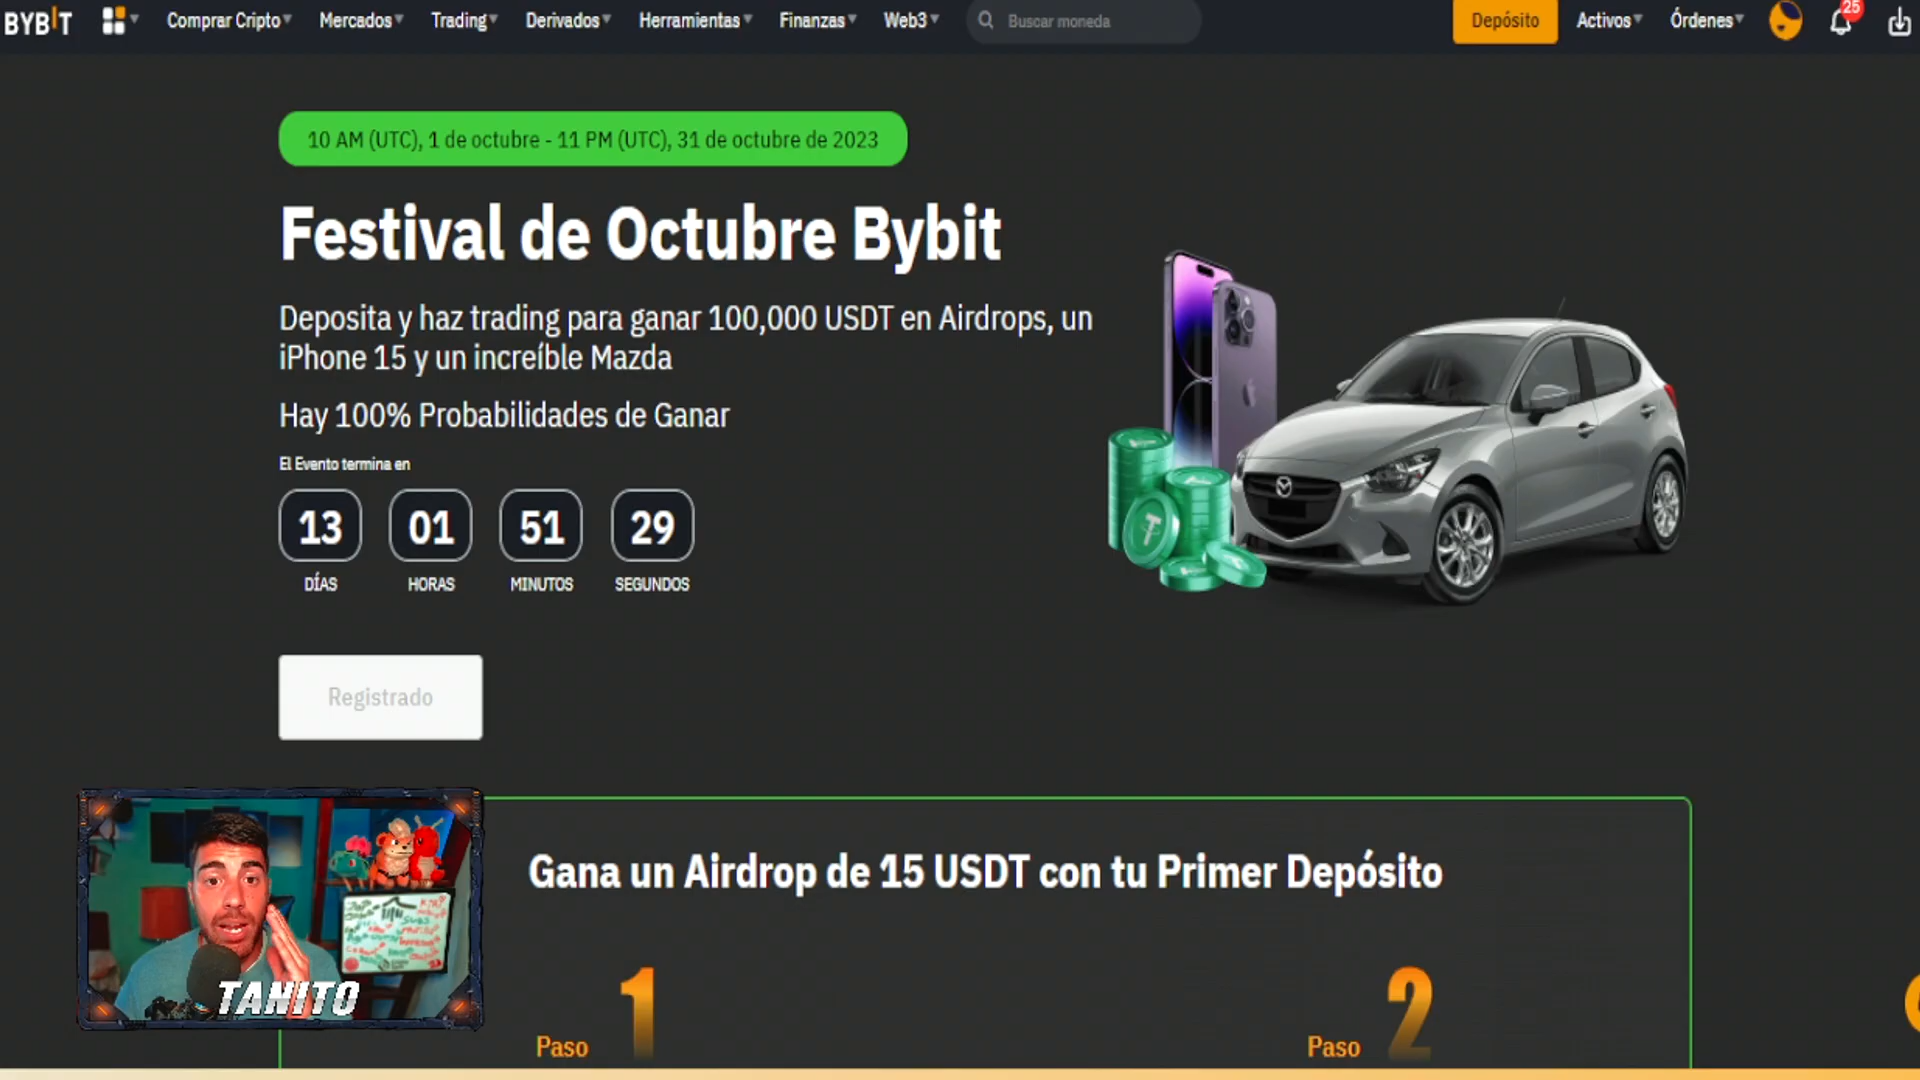 BYBIT
Comprar Cripto
Mercados
Trading
Derivados
Herramientas
Finanzas
Web3
Buscar moneda
Depósito
Activos
Órdenes
25
10 AM (UTC), 1 de octubre - 11 PM (UTC), 31 de octubre de 2023
Festival de Octubre Bybit
Deposita y haz trading para ganar 100,000 USDT en Airdrops, un
iPhone 15 y un increíble Mazda
Hay 100% Probabilidades de Ganar
El Evento termina en
13 01 51 29
DÍAS HORAS MINUTOS SEGUNDOS
Registrado
Gana un Airdrop de 15 USDT con tu Primer Depósito
Paso 1
Paso 2
TANITO